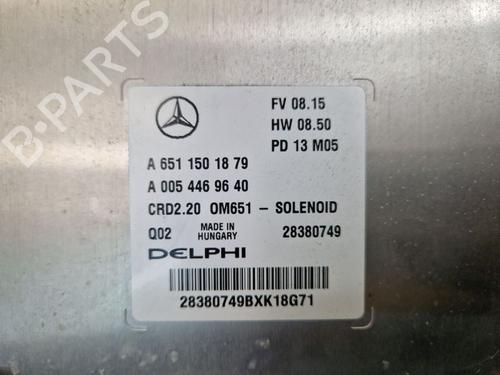 FV 08.15
HW 08.50
PD 13 M05
A 651 150 18 79
A 005 446 96 40
CRD2.20 OM651 - SOLENOID
Q02 MADE IN HUNGARY 28380749
DELPHI
28380749BXK18G71
B-PARTS